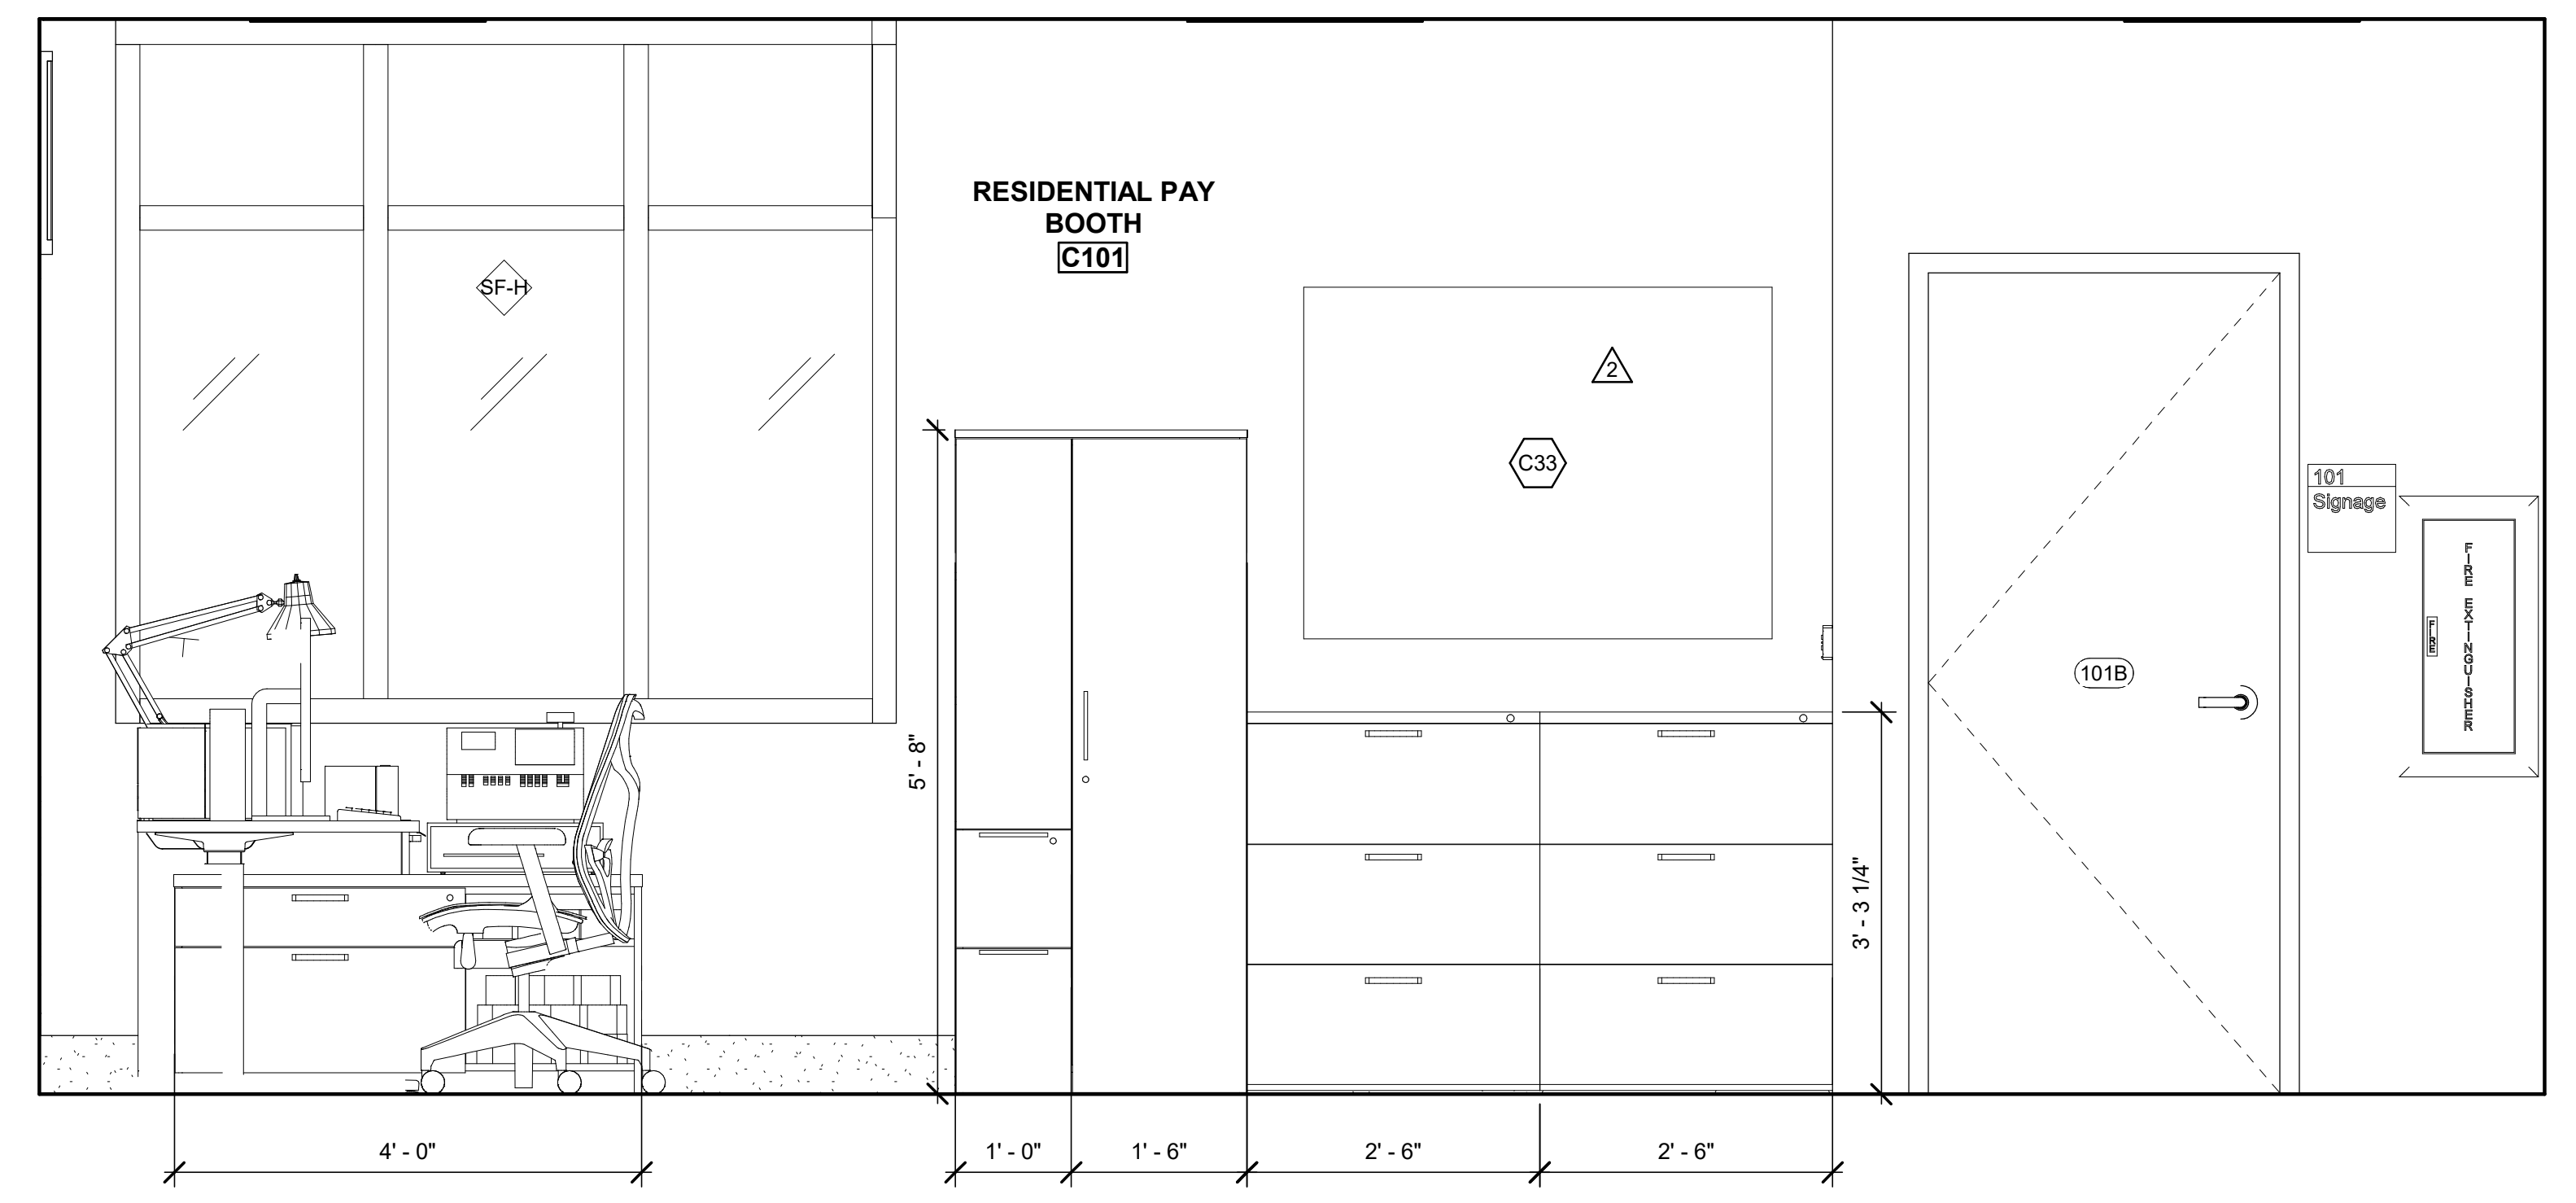 RESIDENTIAL PAY
BOOTH
C101
SF-H
2
C33
101
Signage
FIRE EXTINGUISHER
FIRE
101B
5' - 8"
3' - 3 1/4"
4' - 0"
1' - 0"
1' - 6"
2' - 6"
2' - 6"